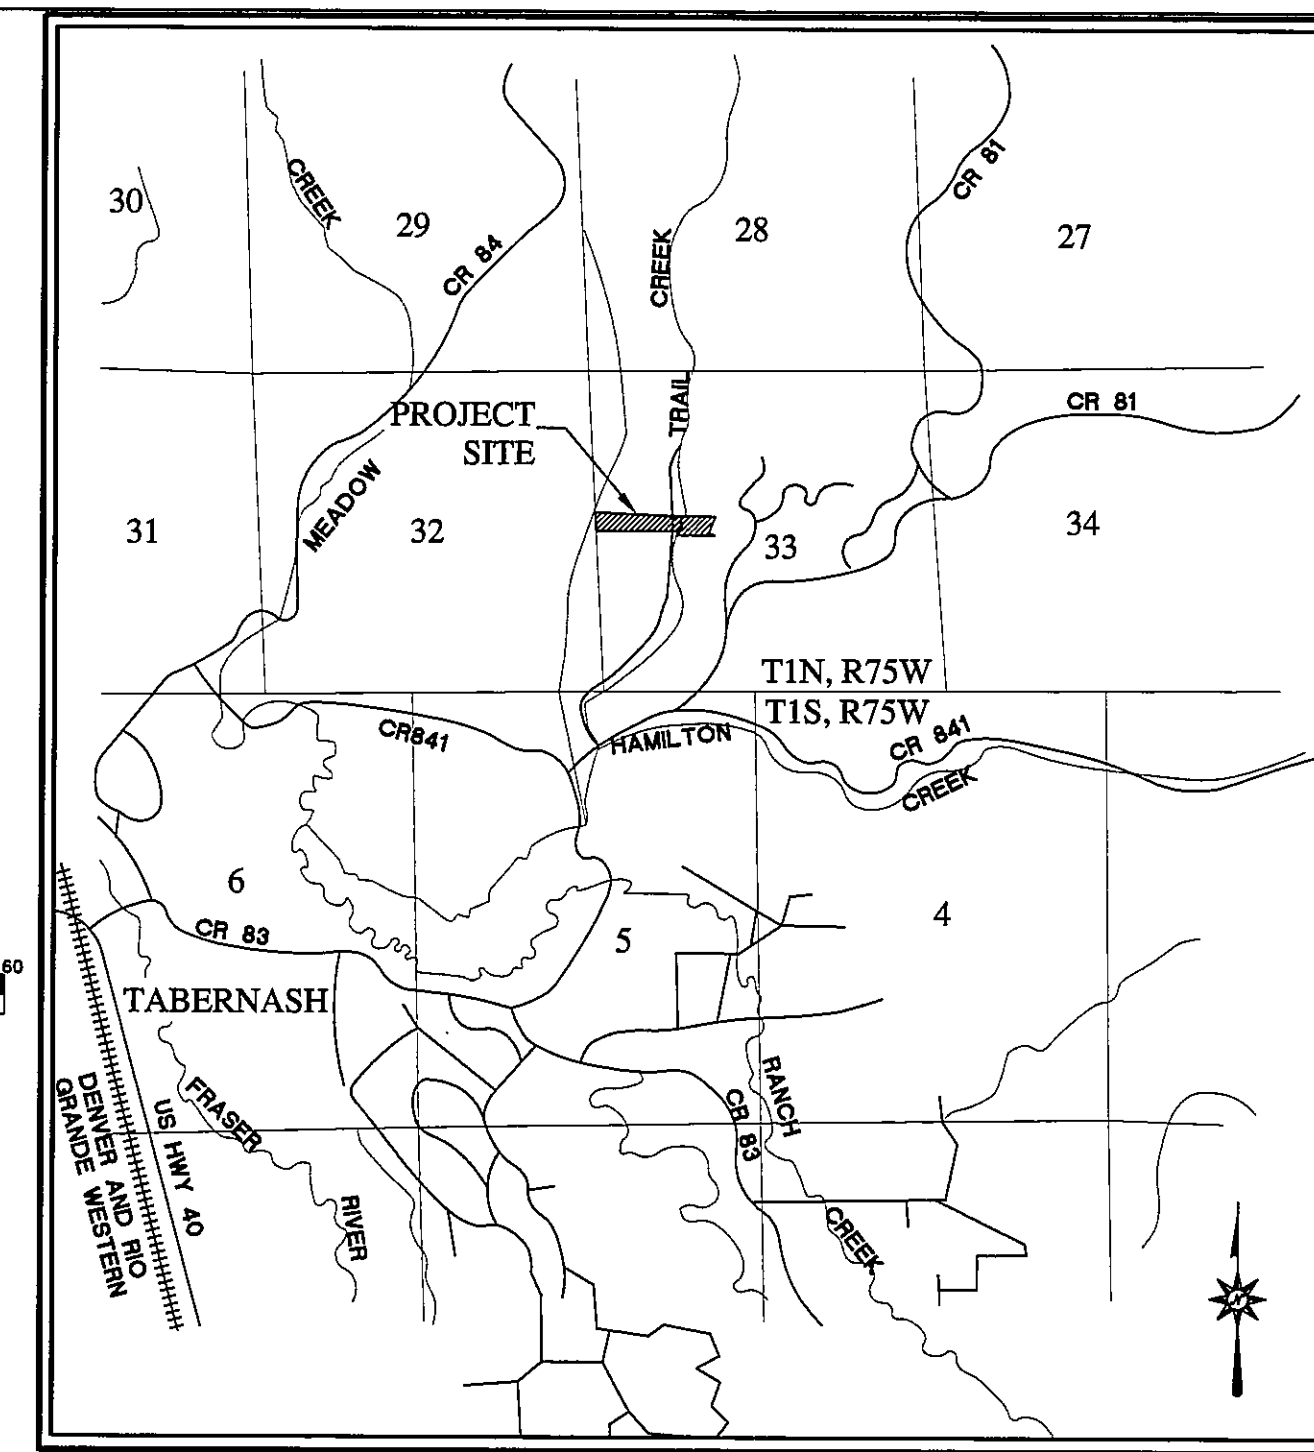 30
CREEK
29
CR 84
CREEK
28
CR 81
27
PROJECT
SITE
TRAIL
CR 81
31
MEADOW
32
33
34
T1N, R75W
T1S, R75W
CR841
HAMILTON
CR 841
CREEK
6
CR 83
5
4
60
TABERNASH
DENVER AND RIO
GRANDE WESTERN
US HWY 40
FRASER
RIVER
RANCH
CR 83
CREEK
N